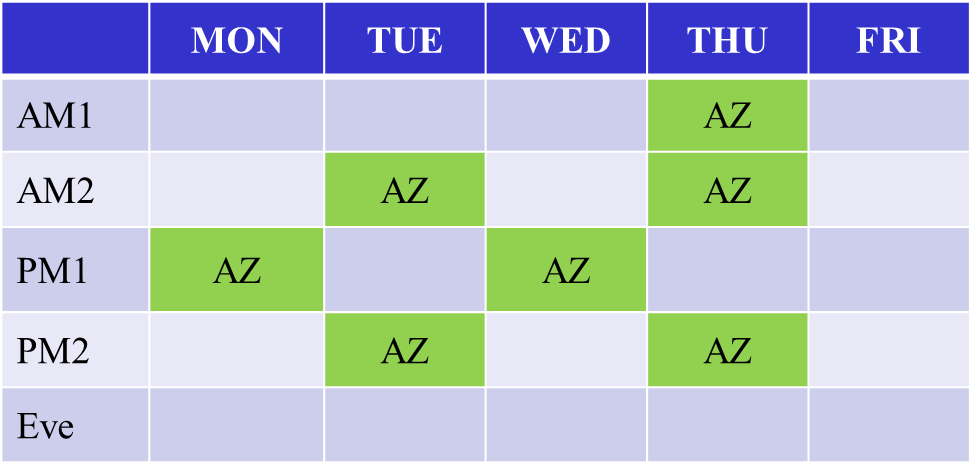 MON TUE WED THU FRI
AM1 AZ
AM2 AZ AZ
PM1 AZ AZ
PM2 AZ AZ
Eve